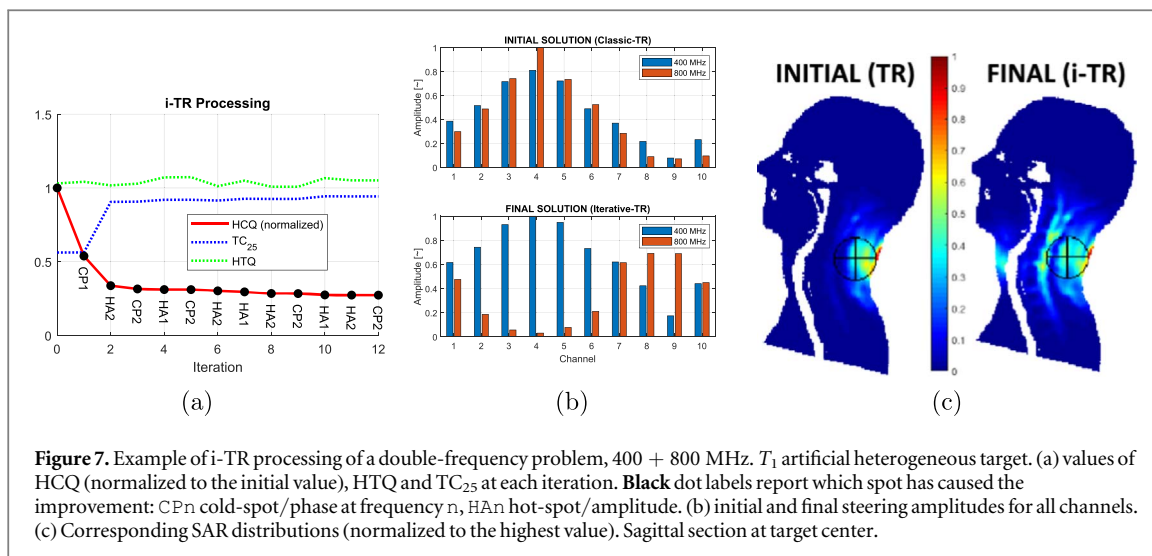 i-TR Processing
1.5
1
0.5
0
HCQ (normalized)
TC25
HTQ
CP1
HA2
CP2
HA1
CP2
HA2
HA1
HA2
CP2
HA1
HA2
CP2
0 2 4 6 8 10 12
Iteration
(a)
INITIAL SOLUTION (Classic-TR)
400 MHz
800 MHz
Amplitude [~]
1
0.8
0.6
0.4
0.2
0
1 2 3 4 5 6 7 8 9 10
FINAL SOLUTION (Iterative-TR)
400 MHz
800 MHz
Amplitude [~]
1
0.8
0.6
0.4
0.2
0
1 2 3 4 5 6 7 8 9 10
Channel
(b)
INITIAL (TR)
FINAL (i-TR)
1
0.9
0.8
0.7
0.6
0.5
0.4
0.3
0.2
0.1
0
(c)
Figure 7. Example of i-TR processing of a double-frequency problem, 400 + 800 MHz. T1 artificial heterogeneous target. (a) values of
HCQ (normalized to the initial value), HTQ and TC25 at each iteration. Black dot labels report which spot has caused the
improvement: CPn cold-spot/phase at frequency n, HAn hot-spot/amplitude. (b) initial and final steering amplitudes for all channels.
(c) Corresponding SAR distributions (normalized to the highest value). Sagittal section at target center.